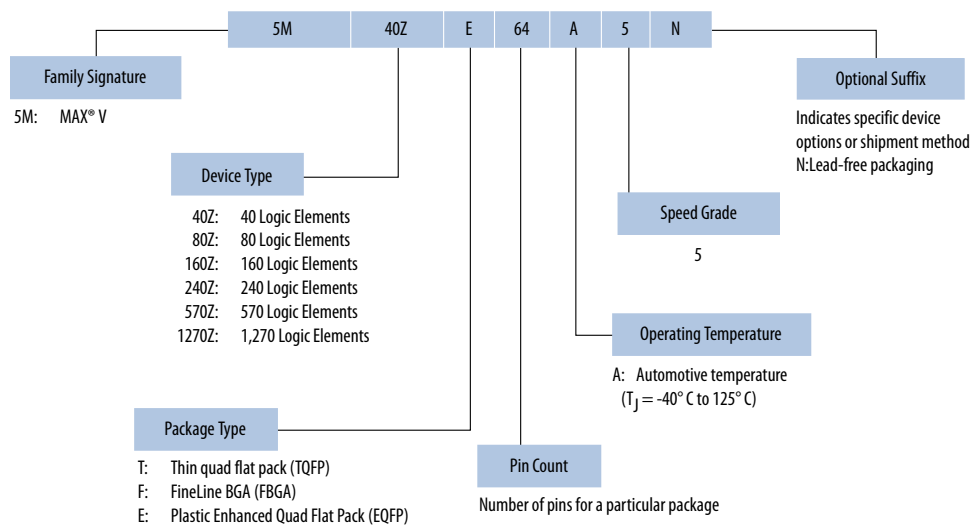 5M 40Z E 64 A 5 N
Family Signature
5M: MAX® V
Optional Suffix
Indicates specific device
options or shipment method
N:Lead-free packaging
Device Type
40Z: 40 Logic Elements
80Z: 80 Logic Elements
160Z: 160 Logic Elements
240Z: 240 Logic Elements
570Z: 570 Logic Elements
1270Z: 1,270 Logic Elements
Speed Grade
5
Operating Temperature
A: Automotive temperature
(TJ = -40° C to 125° C)
Package Type
T: Thin quad flat pack (TQFP)
F: FineLine BGA (FBGA)
E: Plastic Enhanced Quad Flat Pack (EQFP)
Pin Count
Number of pins for a particular package